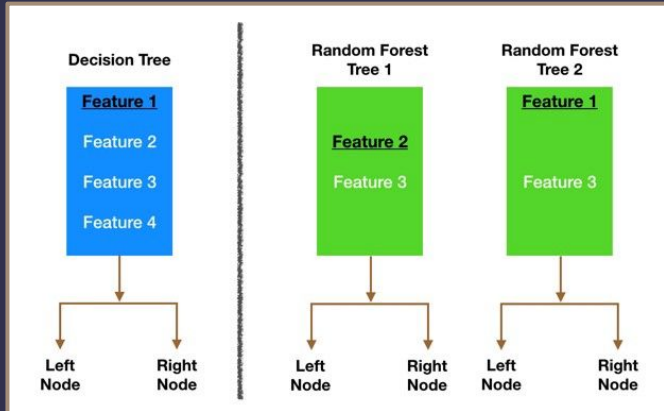 Decision Tree
Feature 1
Feature 2
Feature 3
Feature 4
Left
Node
Right
Node
Random Forest
Tree 1
Feature 2
Feature 3
Left
Node
Right
Node
Random Forest
Tree 2
Feature 1
Feature 3
Left
Node
Right
Node